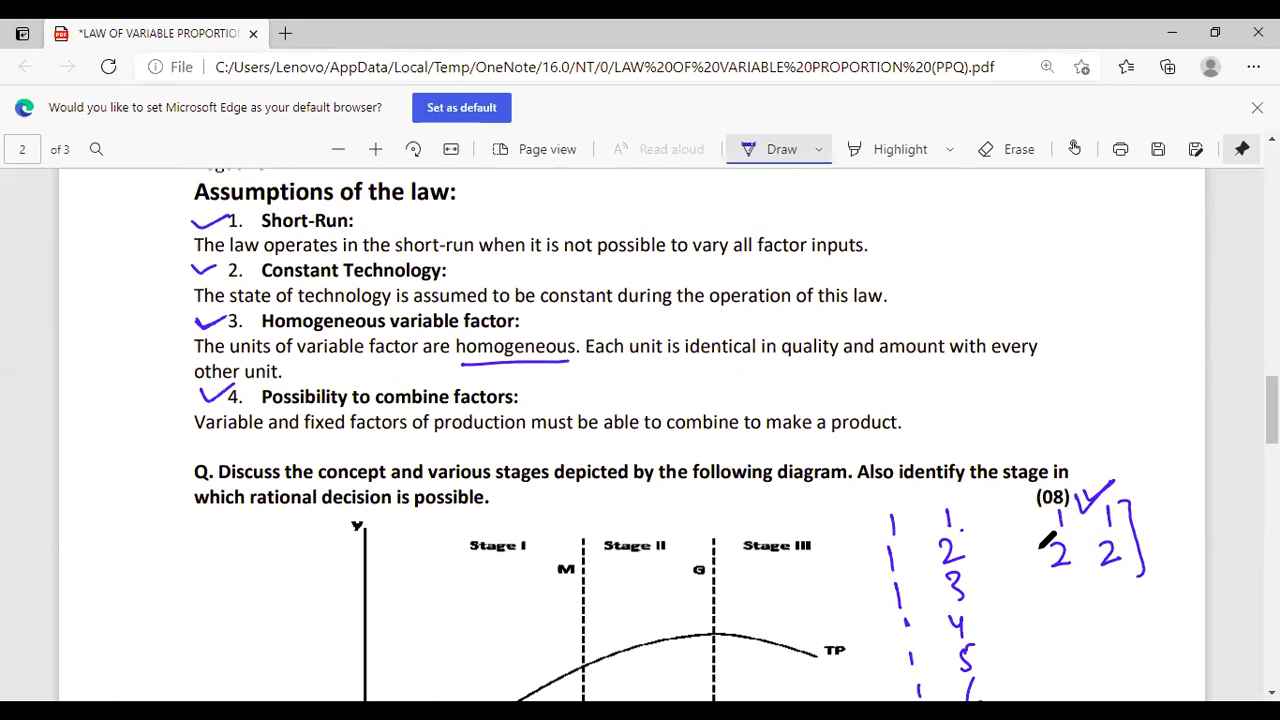 *LAW OF VARIABLE PROPORTION
File C:/Users/Lenovo/AppData/Local/Temp/OneNote/16.0/NT/0/LAW%20OF%20VARIABLE%20PROPORTION%20(PPQ).pdf
Would you like to set Microsoft Edge as your default browser? Set as default
2 of 3 Page view Read aloud Draw Highlight Erase
Assumptions of the law:
1. Short-Run:
The law operates in the short-run when it is not possible to vary all factor inputs.
2. Constant Technology:
The state of technology is assumed to be constant during the operation of this law.
3. Homogeneous variable factor:
The units of variable factor are homogeneous. Each unit is identical in quality and amount with every
other unit.
4. Possibility to combine factors:
Variable and fixed factors of production must be able to combine to make a product.
Q. Discuss the concept and various stages depicted by the following diagram. Also identify the stage in
which rational decision is possible. (08)
Y
1 1. 1 1
Stage I Stage II Stage III
1 2 2 2
M G
1 3
4
TP
5